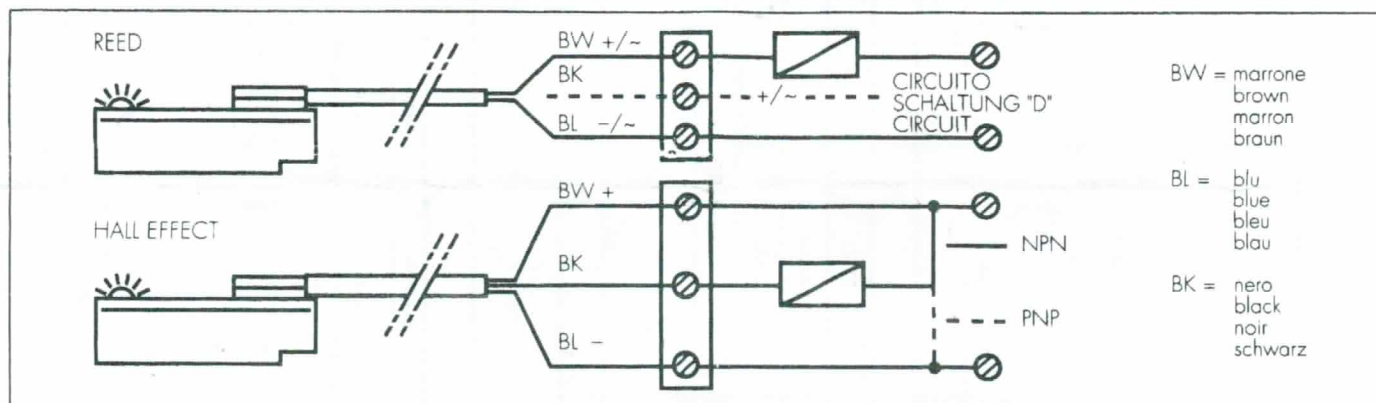 REED
BW +/~
BK
BL -/~
+/~
CIRCUITO
SCHALTUNG "D"
CIRCUIT
HALL EFFECT
BW +
BK
BL -
NPN
PNP
BW = marrone
brown
marron
braun
BL = blu
blue
bleu
blau
BK = nero
black
noir
schwarz